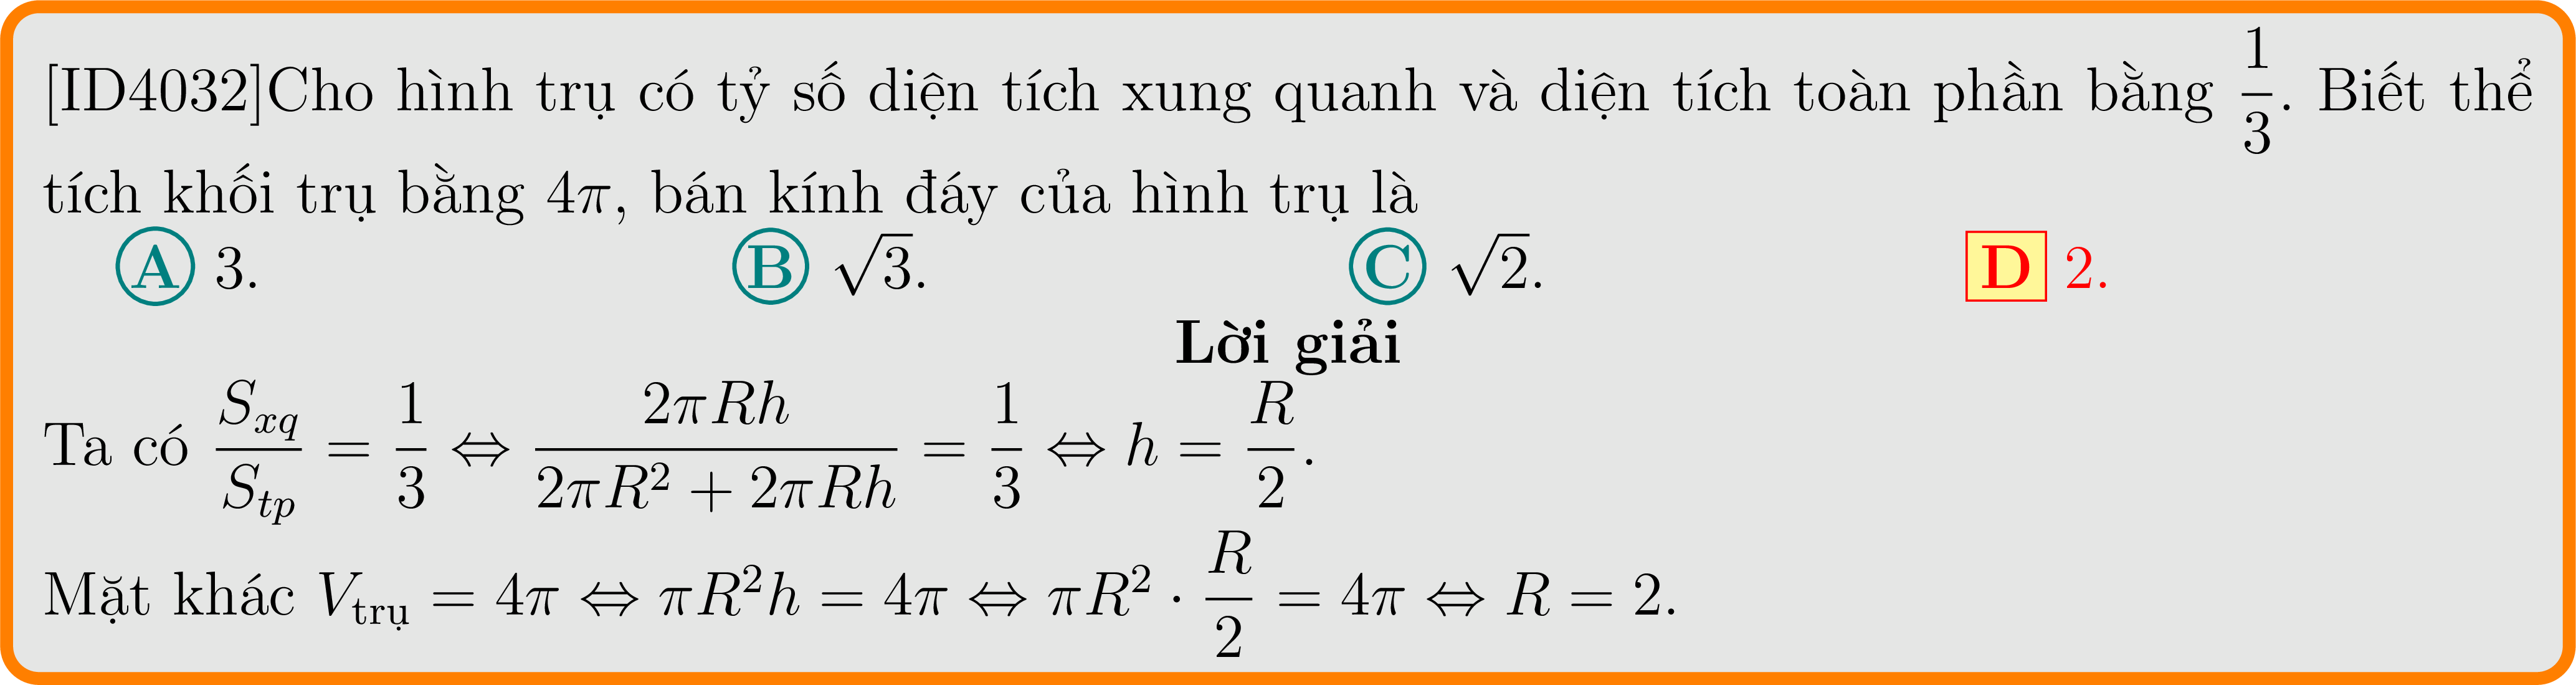 [ID4032]Cho hình trụ có tỷ số diện tích xung quanh và diện tích toàn phần bằng $\frac{1}{3}$. Biết thể
tích khối trụ bằng $4\pi$, bán kính đáy của hình trụ là
A 3. B $\sqrt{3}$. C $\sqrt{2}$. D 2.
Lời giải
Ta có $\frac{S_{xq}}{S_{tp}} = \frac{1}{3} \Leftrightarrow \frac{2\pi Rh}{2\pi R^2 + 2\pi Rh} = \frac{1}{3} \Leftrightarrow h = \frac{R}{2}$.
Mặt khác $V_{\text{trụ}} = 4\pi \Leftrightarrow \pi R^2 h = 4\pi \Leftrightarrow \pi R^2 \cdot \frac{R}{2} = 4\pi \Leftrightarrow R = 2$.